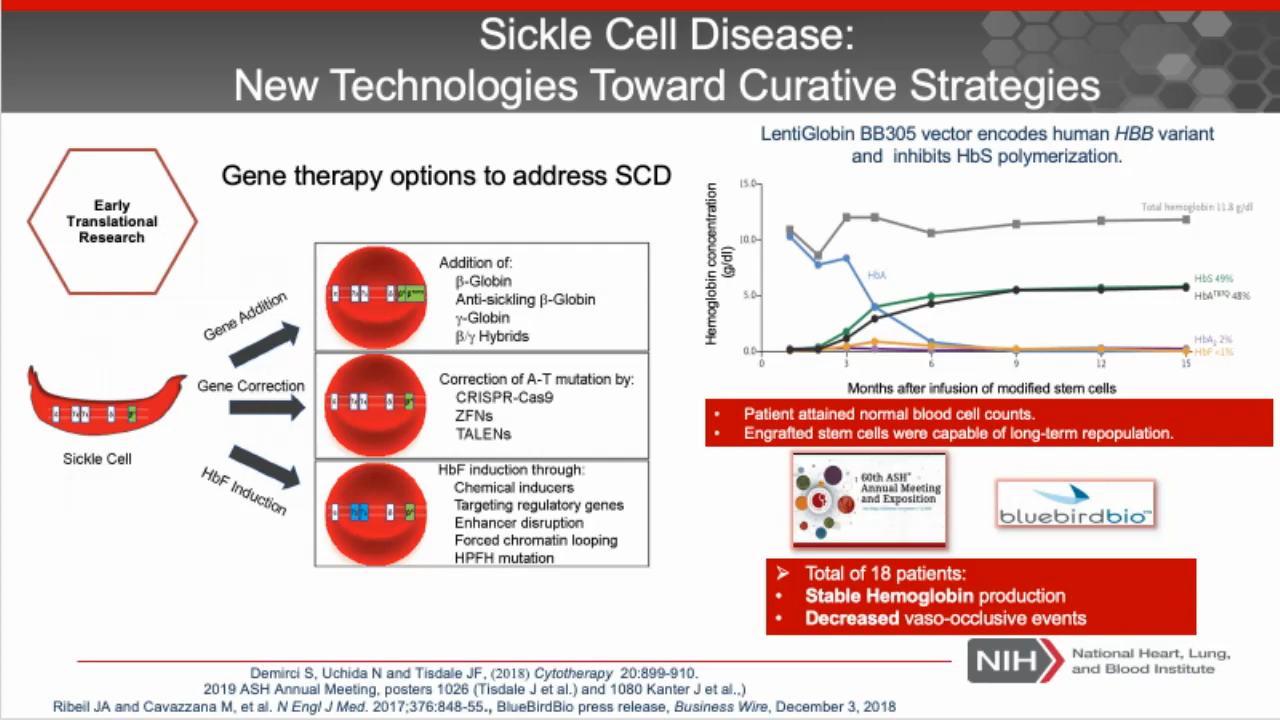 Sickle Cell Disease:
New Technologies Toward Curative Strategies
Early
Translational
Research
Gene therapy options to address SCD
Gene Addition
Gene Correction
HbF Induction
Sickle Cell
Addition of:
β-Globin
Anti-sickling β-Globin
γ-Globin
β/γ Hybrids
Correction of A-T mutation by:
CRISPR-Cas9
ZFNs
TALENs
HbF induction through:
Chemical inducers
Targeting regulatory genes
Enhancer disruption
Forced chromatin looping
HPFH mutation
LentiGlobin BB305 vector encodes human HBB variant
and inhibits HbS polymerization.
Hemoglobin concentration
(g/dl)
15.0
10.0
5.0
0.0
0
3
6
9
12
15
Total hemoglobin 11.8 g/dl
HbA
HbS 49%
HbAT87Q 48%
HbA2 2%
HbF <1%
Months after infusion of modified stem cells
• Patient attained normal blood cell counts.
• Engrafted stem cells were capable of long-term repopulation.
60th ASH
Annual Meeting
and Exposition
bluebirdbio™
➢ Total of 18 patients:
• Stable Hemoglobin production
• Decreased vaso-occlusive events
NIH
National Heart, Lung,
and Blood Institute
Demirci S, Uchida N and Tisdale JF, (2018) Cytotherapy 20:899-910.
2019 ASH Annual Meeting, posters 1026 (Tisdale J et al.) and 1080 Kanter J et al.,)
Ribeil JA and Cavazzana M, et al. N Engl J Med. 2017;376:848-55., BlueBirdBio press release, Business Wire, December 3, 2018